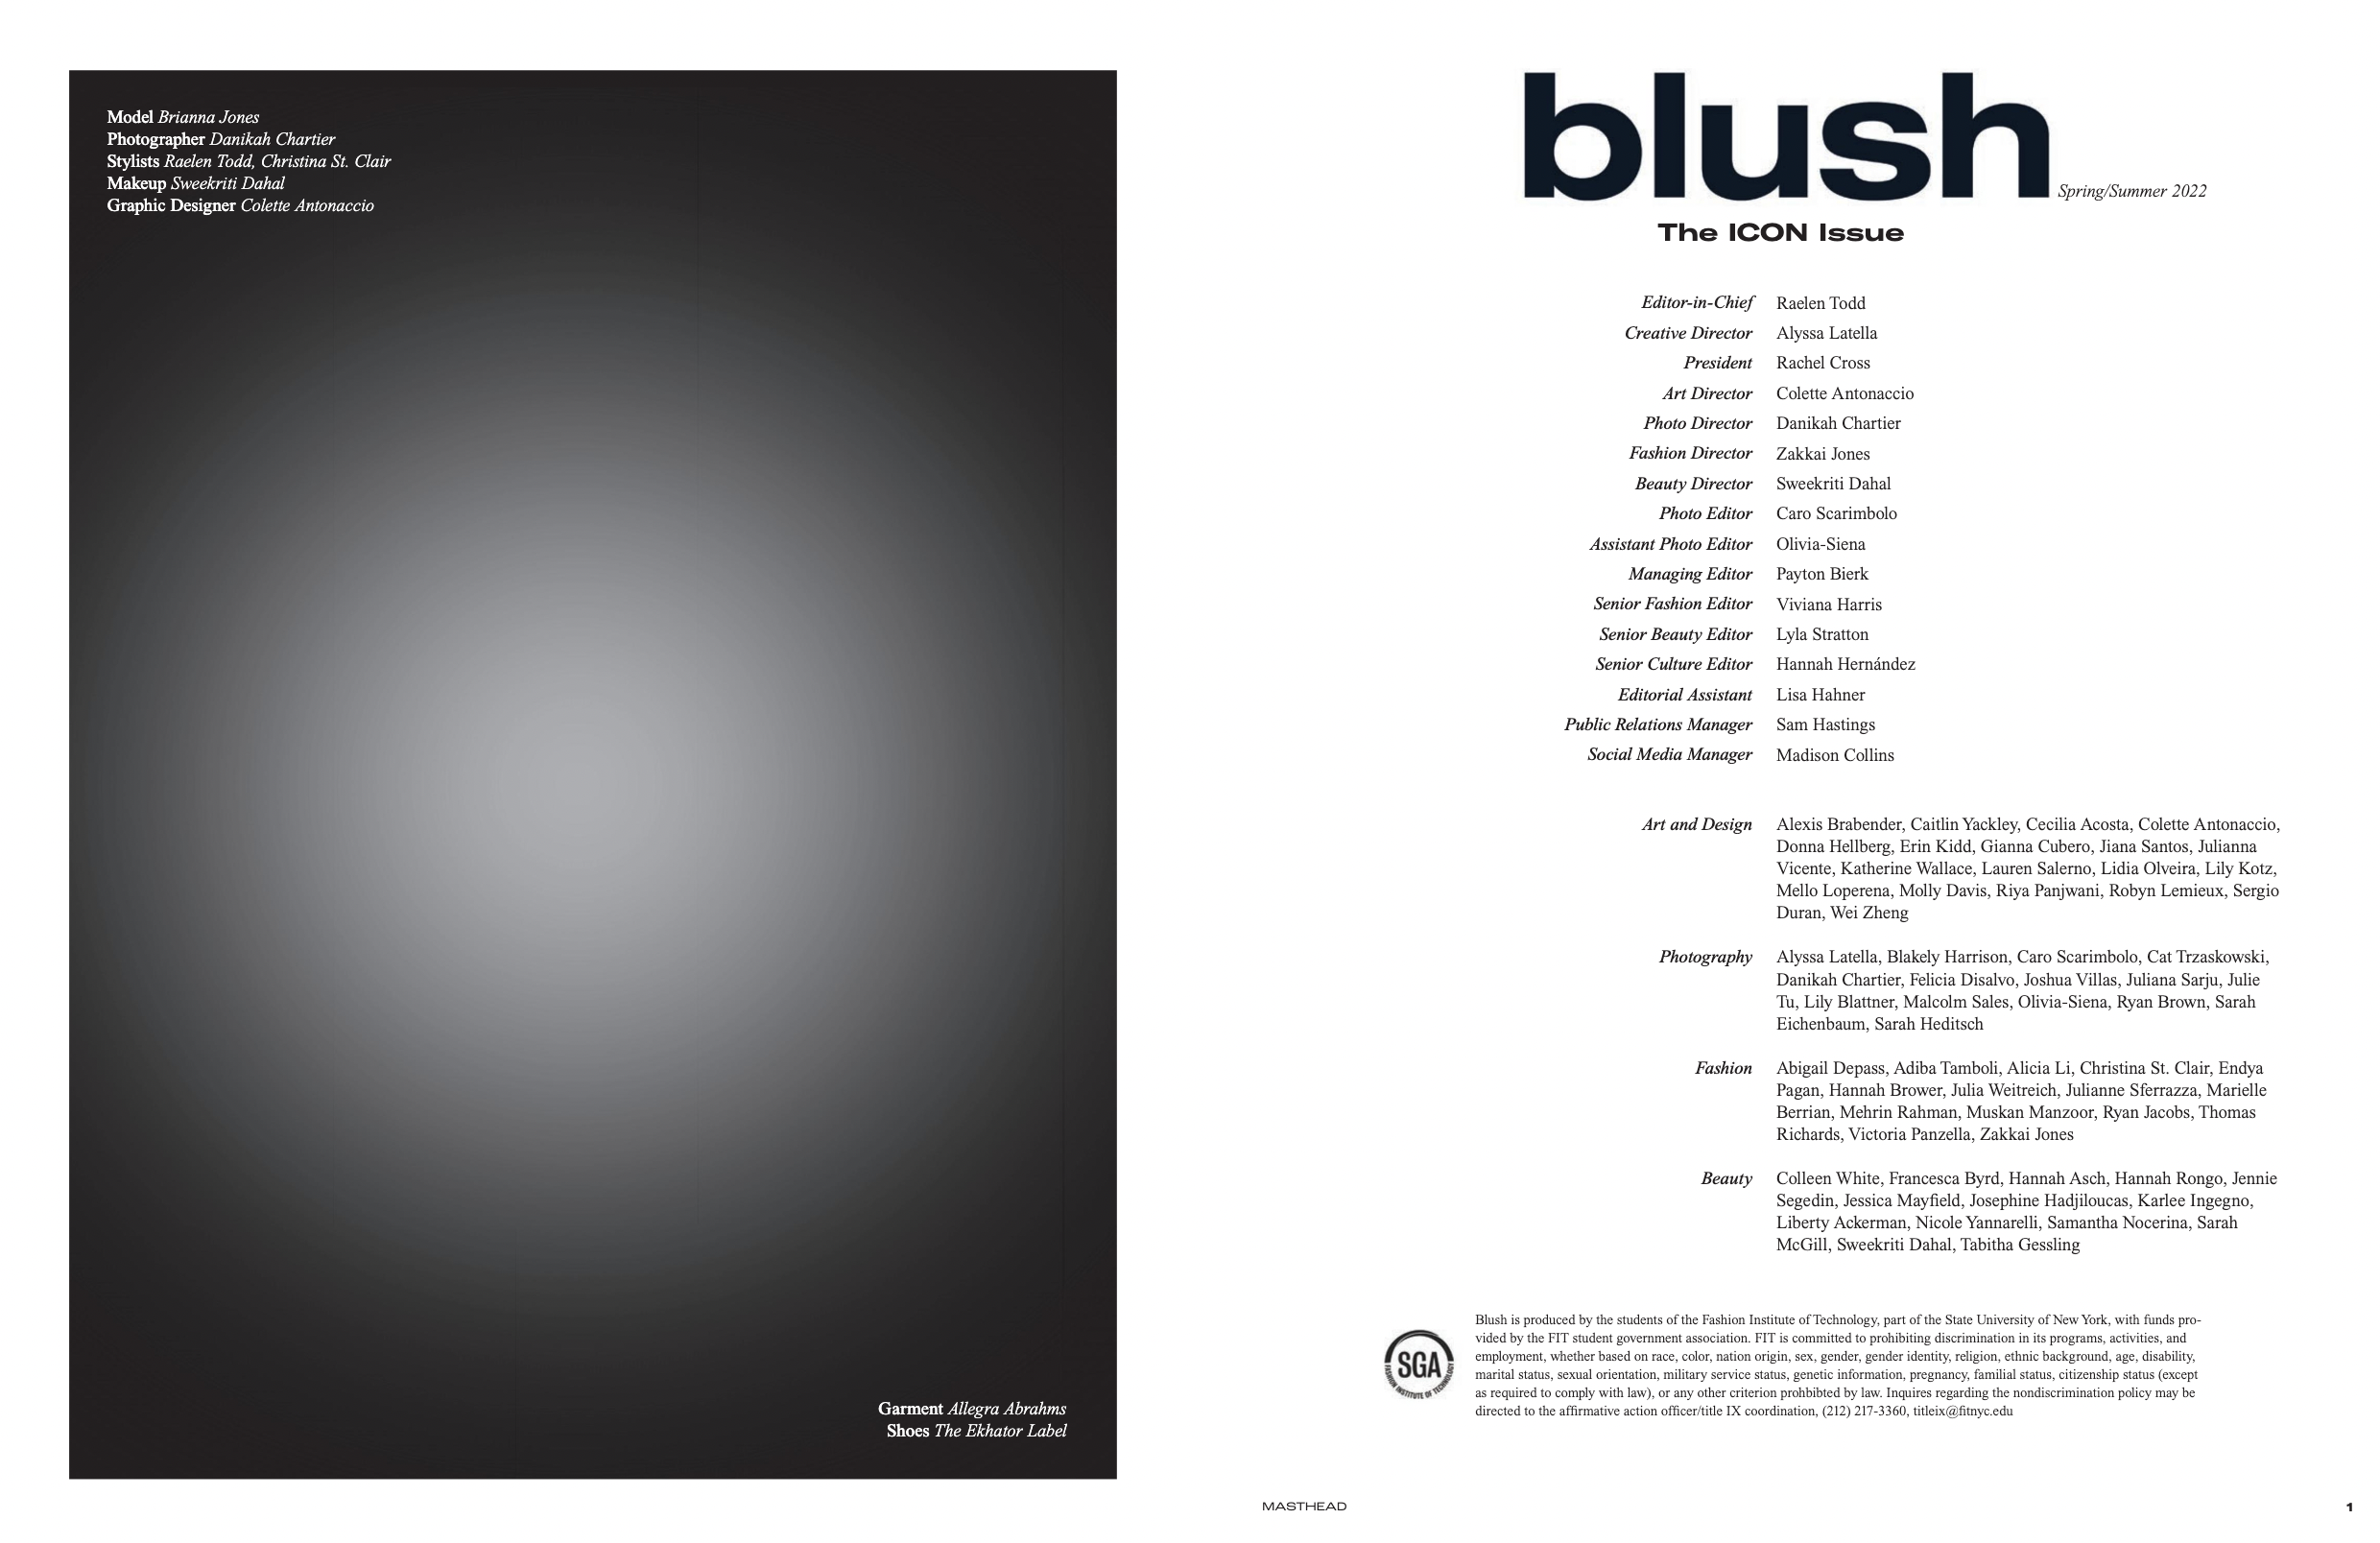 Model Brianna Jones
Photographer Danikah Chartier
Stylists Raelen Todd, Christina St. Clair
Makeup Sweekriti Dahal
Graphic Designer Colette Antonaccio
Garment Allegra Abrahms
Shoes The Ekhator Label
blush Spring/Summer 2022
The ICON Issue
Editor-in-Chief Raelen Todd
Creative Director Alyssa Latella
President Rachel Cross
Art Director Colette Antonaccio
Photo Director Danikah Chartier
Fashion Director Zakkai Jones
Beauty Director Sweekriti Dahal
Photo Editor Caro Scarimbolo
Assistant Photo Editor Olivia-Siena
Managing Editor Payton Bierk
Senior Fashion Editor Viviana Harris
Senior Beauty Editor Lyla Stratton
Senior Culture Editor Hannah Hernández
Editorial Assistant Lisa Hahner
Public Relations Manager Sam Hastings
Social Media Manager Madison Collins
Art and Design Alexis Brabender, Caitlin Yackley, Cecilia Acosta, Colette Antonaccio,
Donna Hellberg, Erin Kidd, Gianna Cubero, Jiana Santos, Julianna
Vicente, Katherine Wallace, Lauren Salerno, Lidia Olveira, Lily Kotz,
Mello Loperena, Molly Davis, Riya Panjwani, Robyn Lemieux, Sergio
Duran, Wei Zheng
Photography Alyssa Latella, Blakely Harrison, Caro Scarimbolo, Cat Trzaskowski,
Danikah Chartier, Felicia Disalvo, Joshua Villas, Juliana Sarju, Julie
Tu, Lily Blattner, Malcolm Sales, Olivia-Siena, Ryan Brown, Sarah
Eichenbaum, Sarah Heditsch
Fashion Abigail Depass, Adiba Tamboli, Alicia Li, Christina St. Clair, Endya
Pagan, Hannah Brower, Julia Weitreich, Julianne Sferrazza, Marielle
Berrian, Mehrin Rahman, Muskan Manzoor, Ryan Jacobs, Thomas
Richards, Victoria Panzella, Zakkai Jones
Beauty Colleen White, Francesca Byrd, Hannah Asch, Hannah Rongo, Jennie
Segedin, Jessica Mayfield, Josephine Hadjiloucas, Karlee Ingegno,
Liberty Ackerman, Nicole Yannarelli, Samantha Nocerina, Sarah
McGill, Sweekriti Dahal, Tabitha Gessling
SGA
FASHION INSTITUTE OF TECHNOLOGY
Blush is produced by the students of the Fashion Institute of Technology, part of the State University of New York, with funds pro-
vided by the FIT student government association. FIT is committed to prohibiting discrimination in its programs, activities, and
employment, whether based on race, color, nation origin, sex, gender, gender identity, religion, ethnic background, age, disability,
marital status, sexual orientation, military service status, genetic information, pregnancy, familial status, citizenship status (except
as required to comply with law), or any other criterion prohbibted by law. Inquires regarding the nondiscrimination policy may be
directed to the affirmative action officer/title IX coordination, (212) 217-3360, titleix@fitnyc.edu
MASTHEAD
1